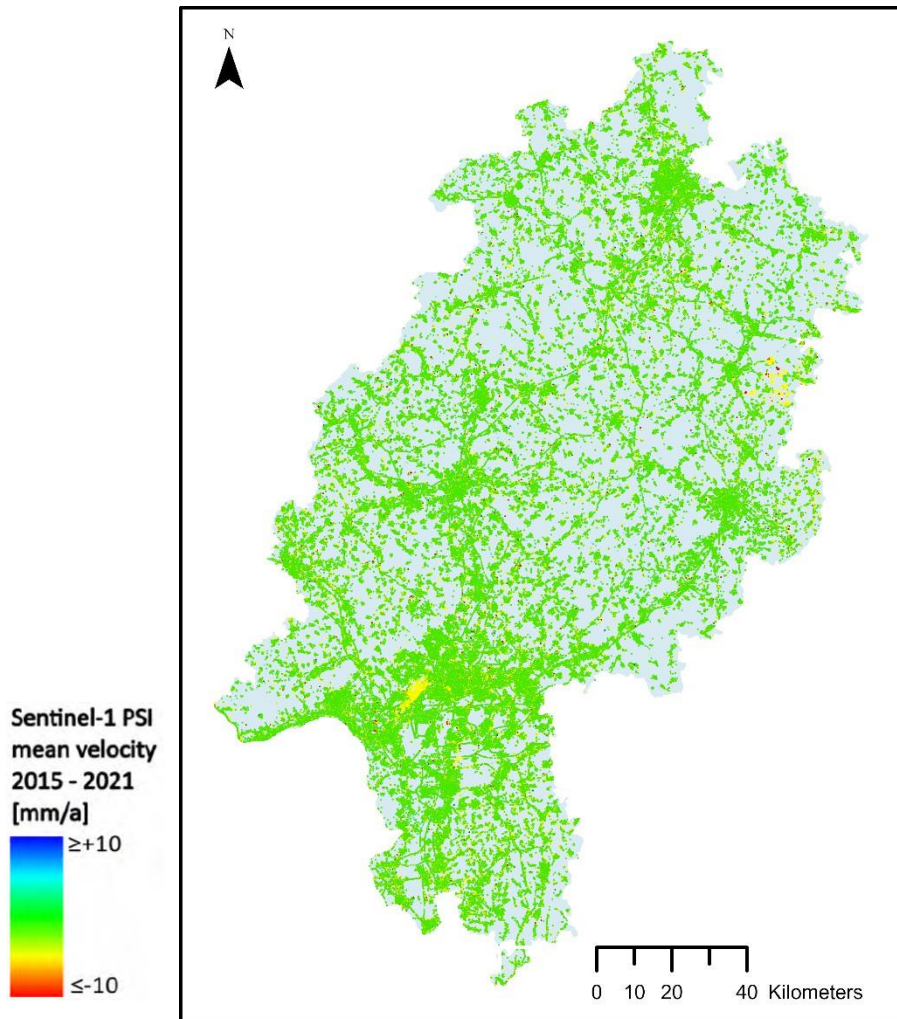 N
Sentinel-1 PSI
mean velocity
2015 - 2021
[mm/a]
≥+10
≤-10
0 10 20 40 Kilometers